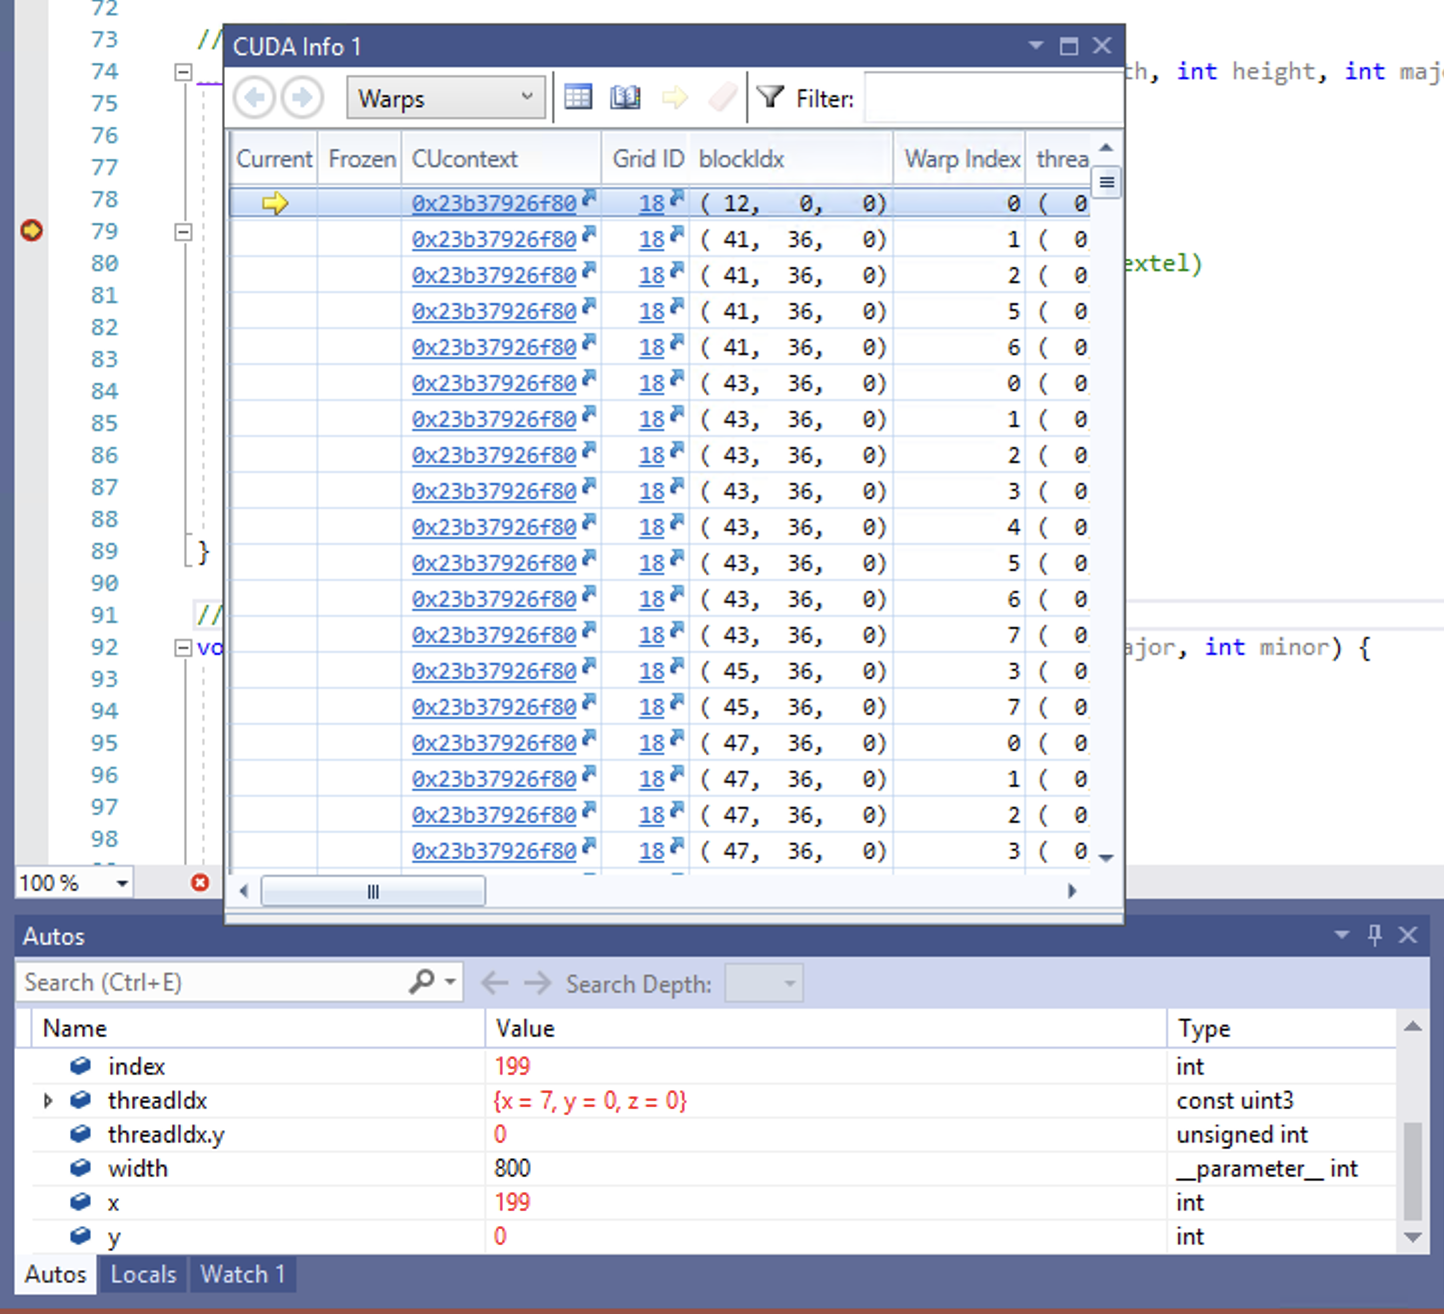 72
73 //
74 th, int height, int majo
75
76
77
78
79
80 extel)
81
82
83
84
85
86
87
88
89 }
90
91 //
92 vo ajor, int minor) {
93
94
95
96
97
98
100 %
CUDA Info 1
Warps Filter:
Current Frozen CUcontext Grid ID blockIdx Warp Index threa
0x23b37926f80 18 ( 12, 0, 0) 0 ( 0
0x23b37926f80 18 ( 41, 36, 0) 1 ( 0
0x23b37926f80 18 ( 41, 36, 0) 2 ( 0
0x23b37926f80 18 ( 41, 36, 0) 5 ( 0
0x23b37926f80 18 ( 41, 36, 0) 6 ( 0
0x23b37926f80 18 ( 43, 36, 0) 0 ( 0
0x23b37926f80 18 ( 43, 36, 0) 1 ( 0
0x23b37926f80 18 ( 43, 36, 0) 2 ( 0
0x23b37926f80 18 ( 43, 36, 0) 3 ( 0
0x23b37926f80 18 ( 43, 36, 0) 4 ( 0
0x23b37926f80 18 ( 43, 36, 0) 5 ( 0
0x23b37926f80 18 ( 43, 36, 0) 6 ( 0
0x23b37926f80 18 ( 43, 36, 0) 7 ( 0
0x23b37926f80 18 ( 45, 36, 0) 3 ( 0
0x23b37926f80 18 ( 45, 36, 0) 7 ( 0
0x23b37926f80 18 ( 47, 36, 0) 0 ( 0
0x23b37926f80 18 ( 47, 36, 0) 1 ( 0
0x23b37926f80 18 ( 47, 36, 0) 2 ( 0
0x23b37926f80 18 ( 47, 36, 0) 3 ( 0
Autos
Search (Ctrl+E) Search Depth:
Name Value Type
index 199 int
threadIdx {x = 7, y = 0, z = 0} const uint3
threadIdx.y 0 unsigned int
width 800 __parameter__ int
x 199 int
y 0 int
Autos Locals Watch 1